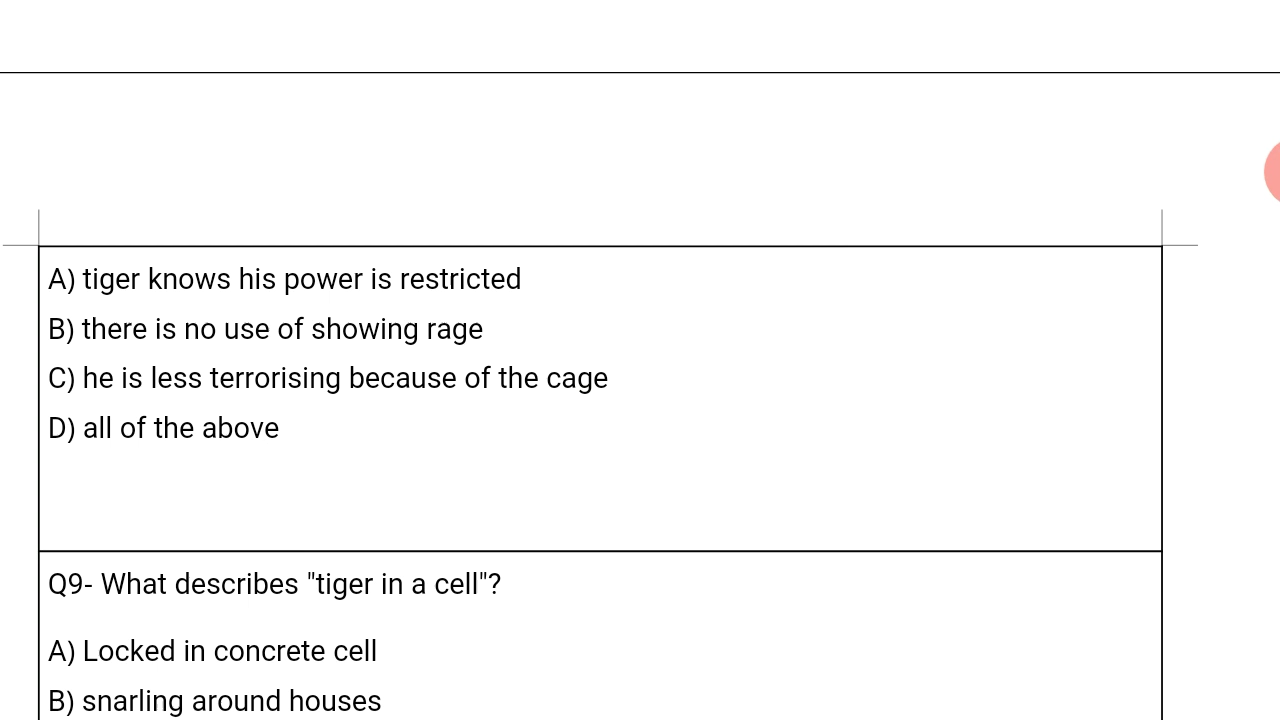 A) tiger knows his power is restricted
B) there is no use of showing rage
C) he is less terrorising because of the cage
D) all of the above
Q9- What describes "tiger in a cell"?
A) Locked in concrete cell
B) snarling around houses